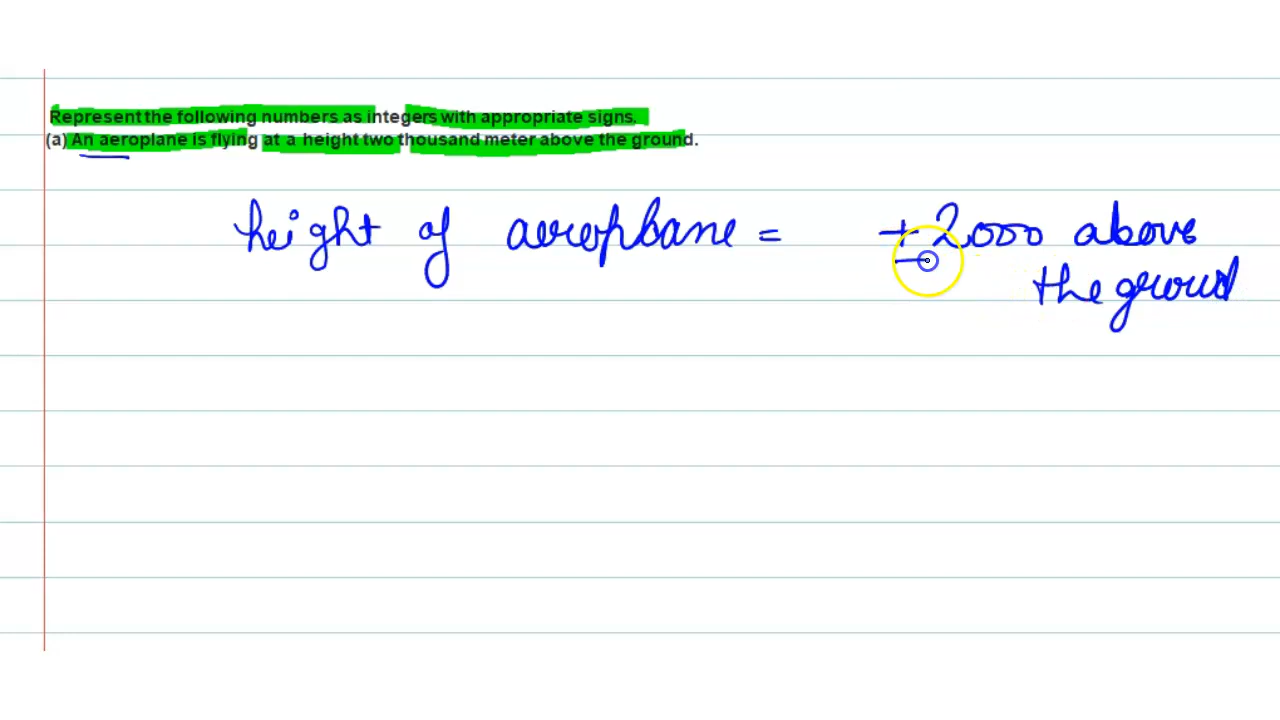 Represent the following numbers as integers with appropriate signs.
(a) An aeroplane is flying at a height two thousand meter above the ground.
height of aeroplane = +2000 above
the ground